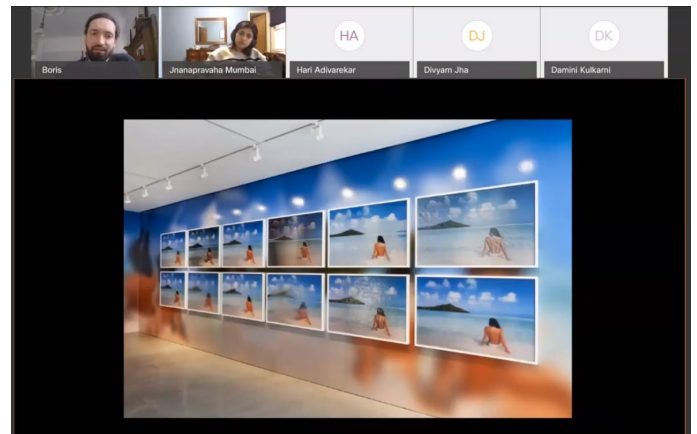 HA
DJ
DK
Boris
Jnanapravaha Mumbai
Hari Adivarekar
Divyam Jha
Damini Kulkarni